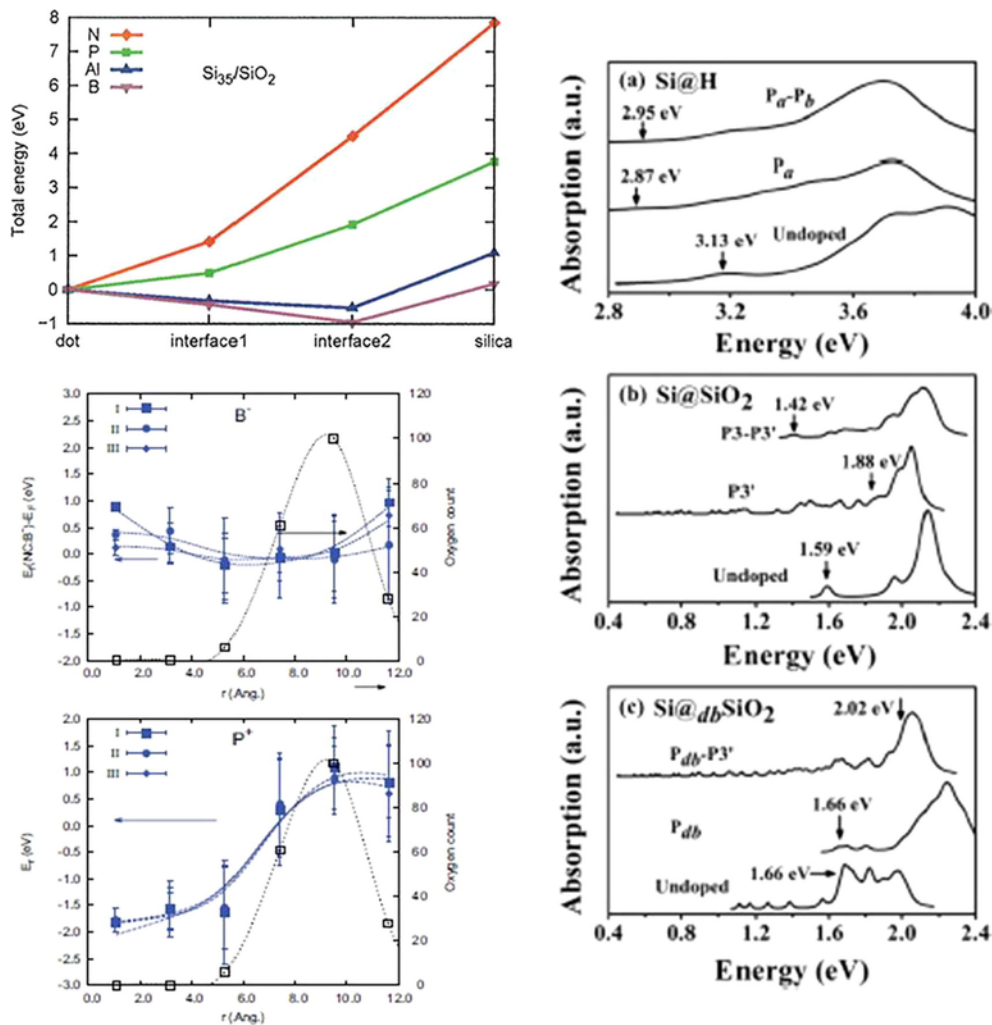 8
7
6
5
4
3
2
1
0
−1
Total energy (eV)
N
P
Al
B
Si35/SiO2
dot interface1 interface2 silica
3.0
2.5
2.0
1.5
1.0
0.5
0.0
-0.5
-1.0
-1.5
-2.0
I
II
III
B-
120
100
80
60
40
20
0
Oxygen count
0.0 2.0 4.0 6.0 8.0 10.0 12.0
r (Ang.)
2.0
1.5
1.0
0.5
0.0
-0.5
-1.0
-1.5
-2.0
-2.5
-3.0
I
II
III
P+
120
100
80
60
40
20
0
Oxygen count
0.0 2.0 4.0 6.0 8.0 10.0 12.0
r (Ang.)
(a) Si@H
Absorption (a.u.)
Pa-Pb
2.95 eV
2.87 eV
Pa
3.13 eV
Undoped
2.8 3.2 3.6 4.0
Energy (eV)
(b) Si@SiO2
Absorption (a.u.)
1.42 eV
P3-P3'
1.88 eV
P3'
1.59 eV
Undoped
0.4 0.8 1.2 1.6 2.0 2.4
Energy (eV)
(c) Si@dbSiO2
Absorption (a.u.)
2.02 eV
Pdb-P3'
1.66 eV
Pdb
1.66 eV
Undoped
0.4 0.8 1.2 1.6 2.0 2.4
Energy (eV)